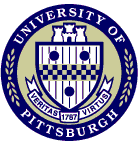 UNIVERSITY OF
PITTSBURGH
VERITAS 1787 VIRTUS